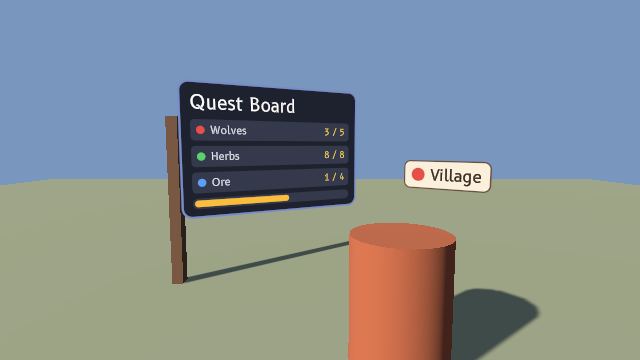 Quest Board
Wolves 3 / 5
Herbs 8 / 8
Ore 1 / 4
Village